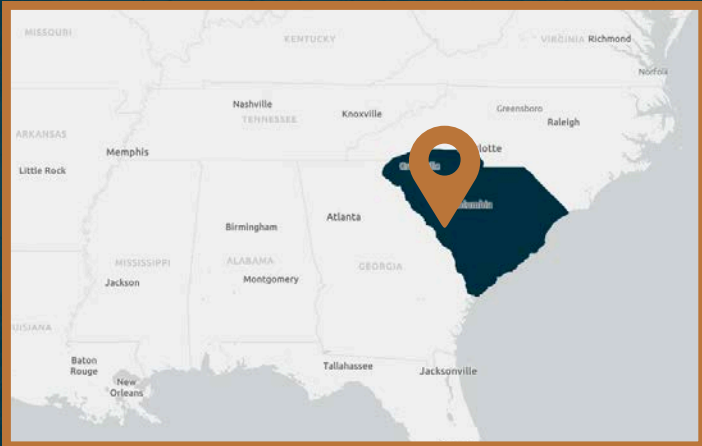 MISSOURI
KENTUCKY
VIRGINIA
Richmond
Norfolk
Nashville
TENNESSEE
Knoxville
Greensboro
Raleigh
ARKANSAS
Little Rock
Memphis
Birmingham
Atlanta
MISSISSIPPI
ALABAMA
GEORGIA
Jackson
Montgomery
Baton
Rouge
New
Orleans
Tallahassee
Jacksonville